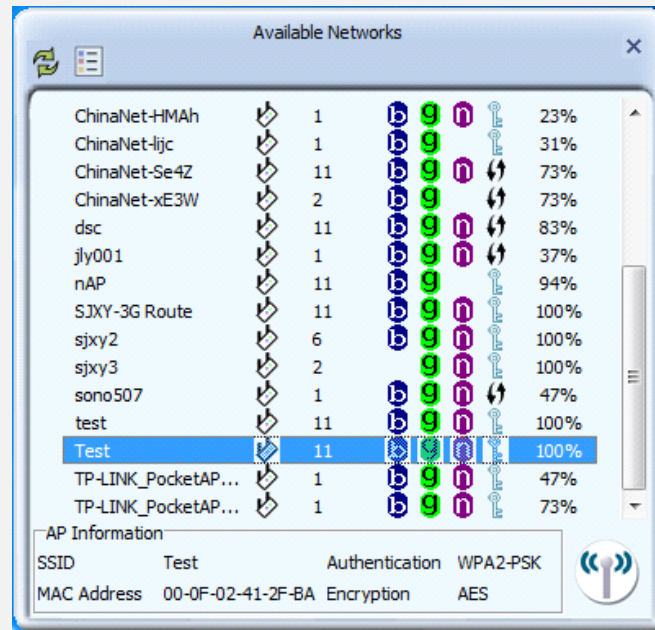 Available Networks
ChinaNet-HMAh 1 b g n 23%
ChinaNet-lijc 1 b g 31%
ChinaNet-Se4Z 11 b g n 73%
ChinaNet-xE3W 2 b g 73%
dsc 11 b g n 83%
jly001 1 b g n 37%
nAP 11 b g 94%
SJXY-3G Route 11 b g n 100%
sjxy2 6 b g n 100%
sjxy3 2 g n 100%
sono507 1 b g n 47%
test 11 b g n 100%
Test 11 b g n 100%
TP-LINK_PocketAP... 1 b g n 47%
TP-LINK_PocketAP... 1 b g n 73%
AP Information
SSID Test Authentication WPA2-PSK
MAC Address 00-0F-02-41-2F-BA Encryption AES